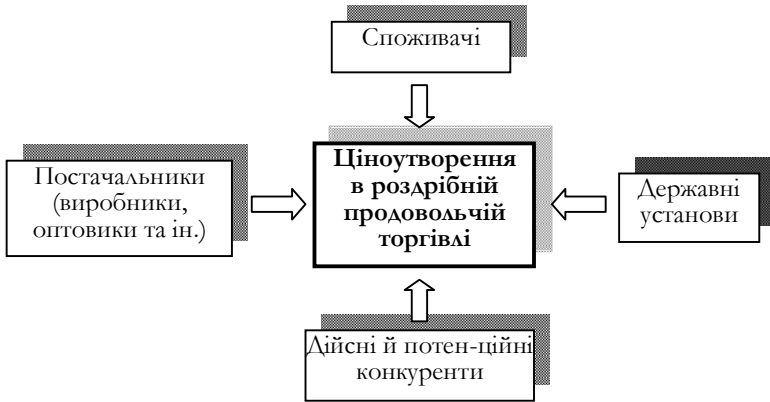 Споживачі
Постачальники
(виробники,
оптовики та ін.)
Ціноутворення
в роздрібній
продовольчій
торгівлі
Державні
установи
Дійсні й потен-ційні
конкуренти